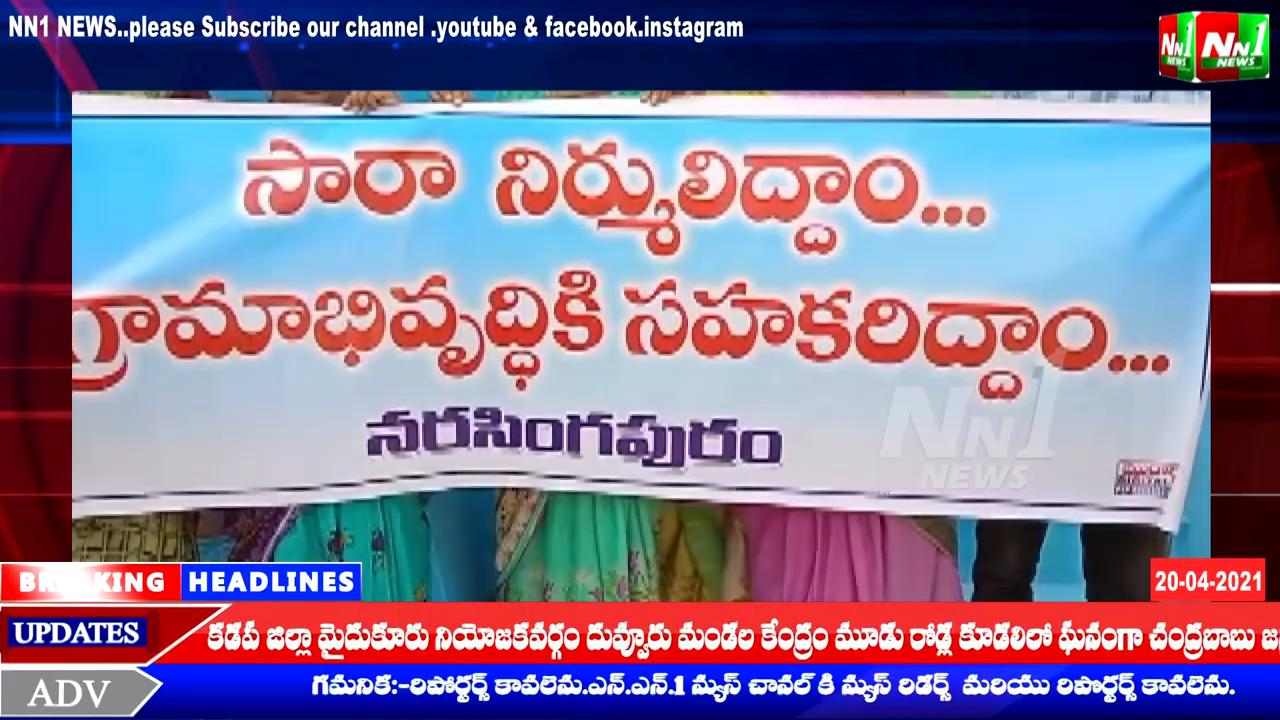 NN1 NEWS..please Subscribe our channel .youtube & facebook.instagram
NN1 NEWS
NN1 NEWS
సారా నిర్ములిద్దాం...
గ్రామాభివృద్ధికి సహకరిద్దాం...
నరసింగపురం
NN1
NEWS
BREAKING HEADLINES
20-04-2021
UPDATES
కడప జిల్లా మైదుకూరు నియోజకవర్గం దువ్వూరు మండల కేంద్రం మూడు రోడ్ల కూడలిలో ఘనంగా చంద్రబాబు
ADV
గమనిక:-రిపోర్టర్స్ కావలెను.ఎన్.ఎన్.1 న్యూస్ చానల్ కి న్యూస్ రిడర్స్ మరియు రిపొర్టర్స్ కావలెను.